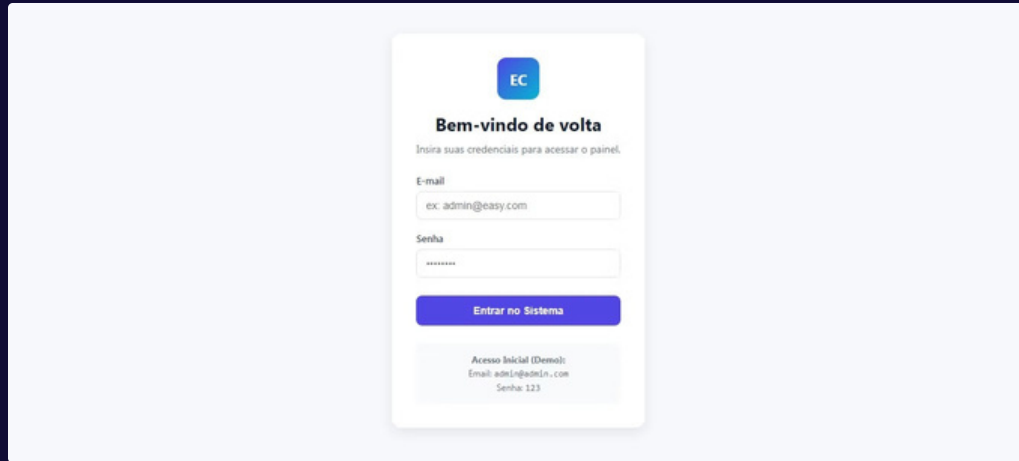 EC
Bem-vindo de volta
Insira suas credenciais para acessar o painel.
E-mail
ex: admin@easy.com
Senha
••••••••
Entrar no Sistema
Acesso Inicial (Demo):
Email: admin@admin.com
Senha: 123